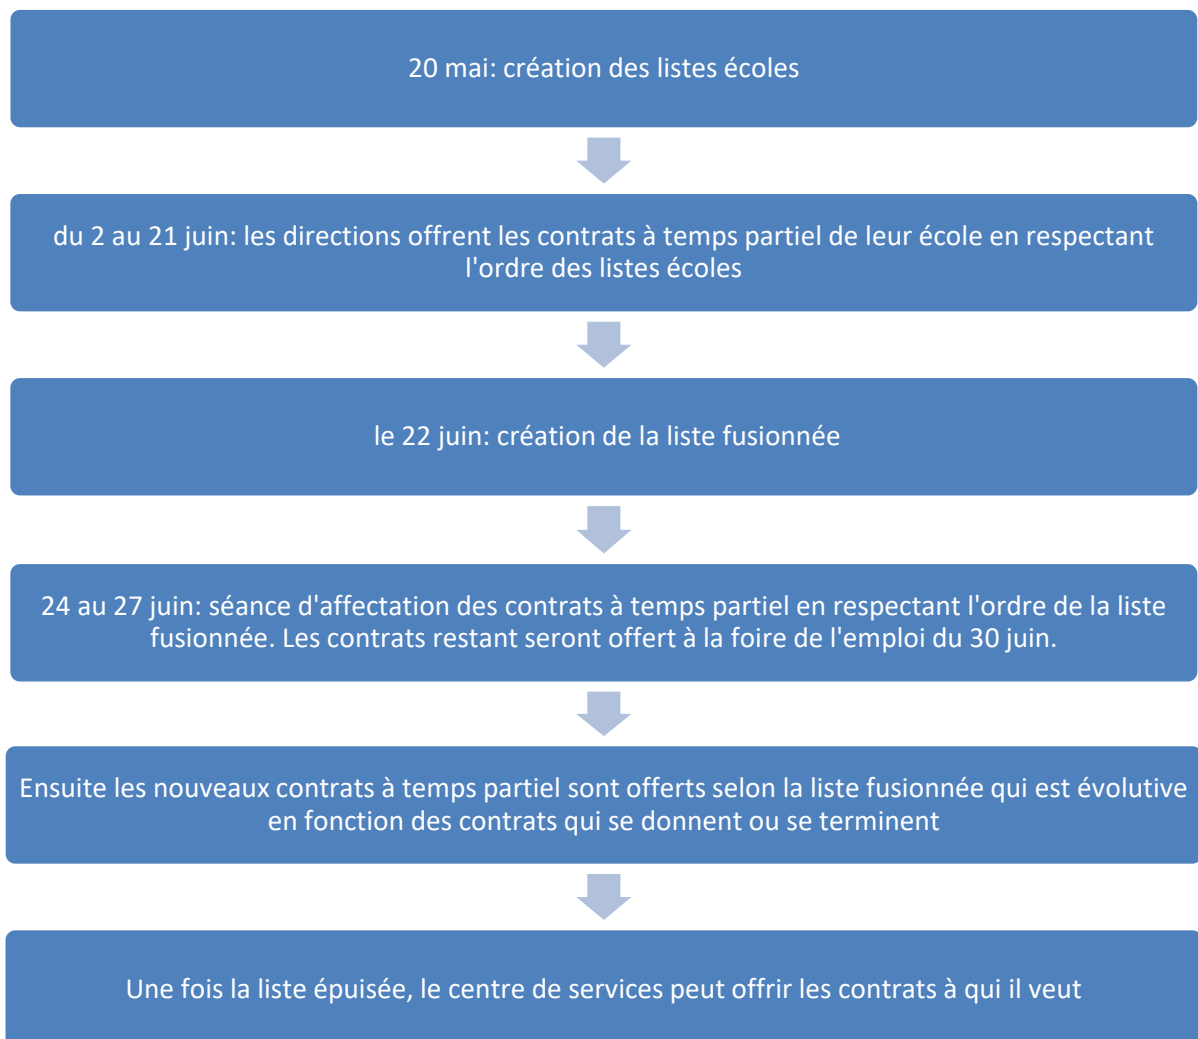 20 mai: création des listes écoles
du 2 au 21 juin: les directions offrent les contrats à temps partiel de leur école en respectant
l'ordre des listes écoles
le 22 juin: création de la liste fusionnée
24 au 27 juin: séance d'affectation des contrats à temps partiel en respectant l'ordre de la liste
fusionnée. Les contrats restant seront offert à la foire de l'emploi du 30 juin.
Ensuite les nouveaux contrats à temps partiel sont offerts selon la liste fusionnée qui est évolutive
en fonction des contrats qui se donnent ou se terminent
Une fois la liste épuisée, le centre de services peut offrir les contrats à qui il veut